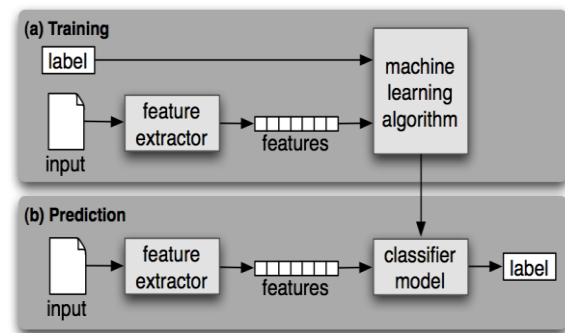 (a) Training
label
machine
learning
algorithm
feature
extractor
features
input
(b) Prediction
feature
extractor
features
classifier
model
label
input